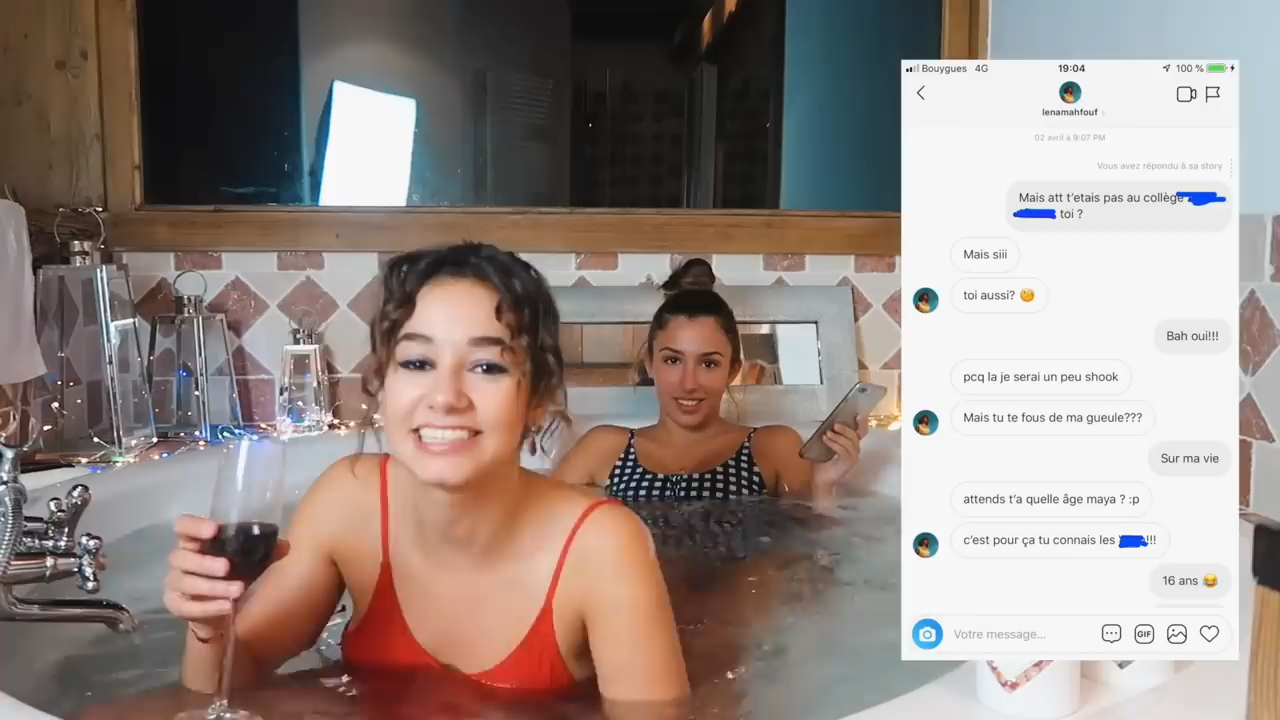 Bouygues 4G 19:04 100 %
lenamahfouf
02 avril à 9:07 PM
Vous avez répondu à sa story
Mais att t'etais pas au collège
toi ?
Mais siii
toi aussi?
Bah oui!!!
pcq la je serai un peu shook
Mais tu te fous de ma gueule???
Sur ma vie
attends t'a quelle âge maya ? :p
c'est pour ça tu connais les !!!
16 ans
Votre message...
GIF